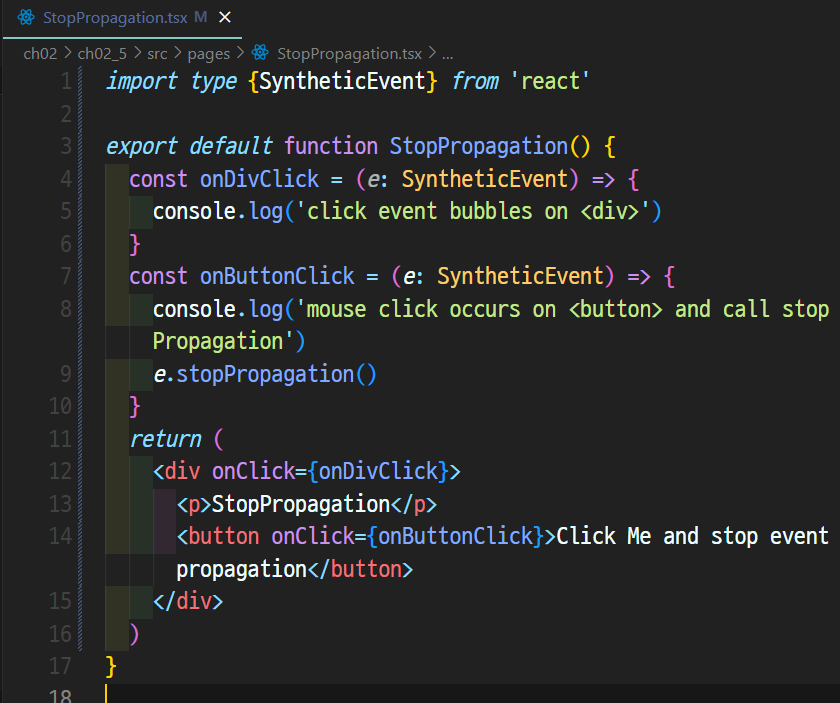 StopPropagation.tsx M ×
ch02 > ch02_5 > src > pages > StopPropagation.tsx > ...
1 import type {SyntheticEvent} from 'react'
2
3 export default function StopPropagation() {
4 const onDivClick = (e: SyntheticEvent) => {
5 console.log('click event bubbles on <div>')
6 }
7 const onButtonClick = (e: SyntheticEvent) => {
8 console.log('mouse click occurs on <button> and call stop
Propagation')
9 e.stopPropagation()
10 }
11 return (
12 <div onClick={onDivClick}>
13 <p>StopPropagation</p>
14 <button onClick={onButtonClick}>Click Me and stop event
propagation</button>
15 </div>
16 )
17 }
18